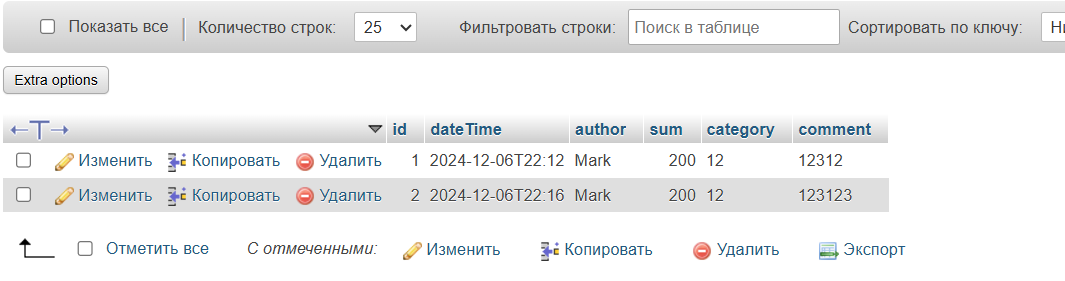 Показать все Количество строк: 25 Фильтровать строки: Поиск в таблице Сортировать по ключу:
Extra options
id dateTime author sum category comment
Изменить Копировать Удалить 1 2024-12-06T22:12 Mark 200 12 12312
Изменить Копировать Удалить 2 2024-12-06T22:16 Mark 200 12 123123
Отметить все С отмеченными: Изменить Копировать Удалить Экспорт